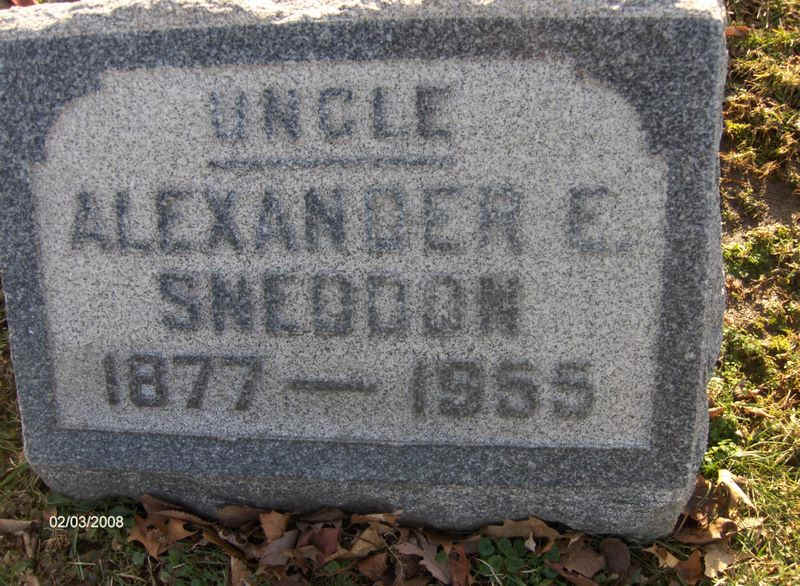 UNCLE
ALEXANDER E.
SNEDDON
1877 — 1955
02/03/2008